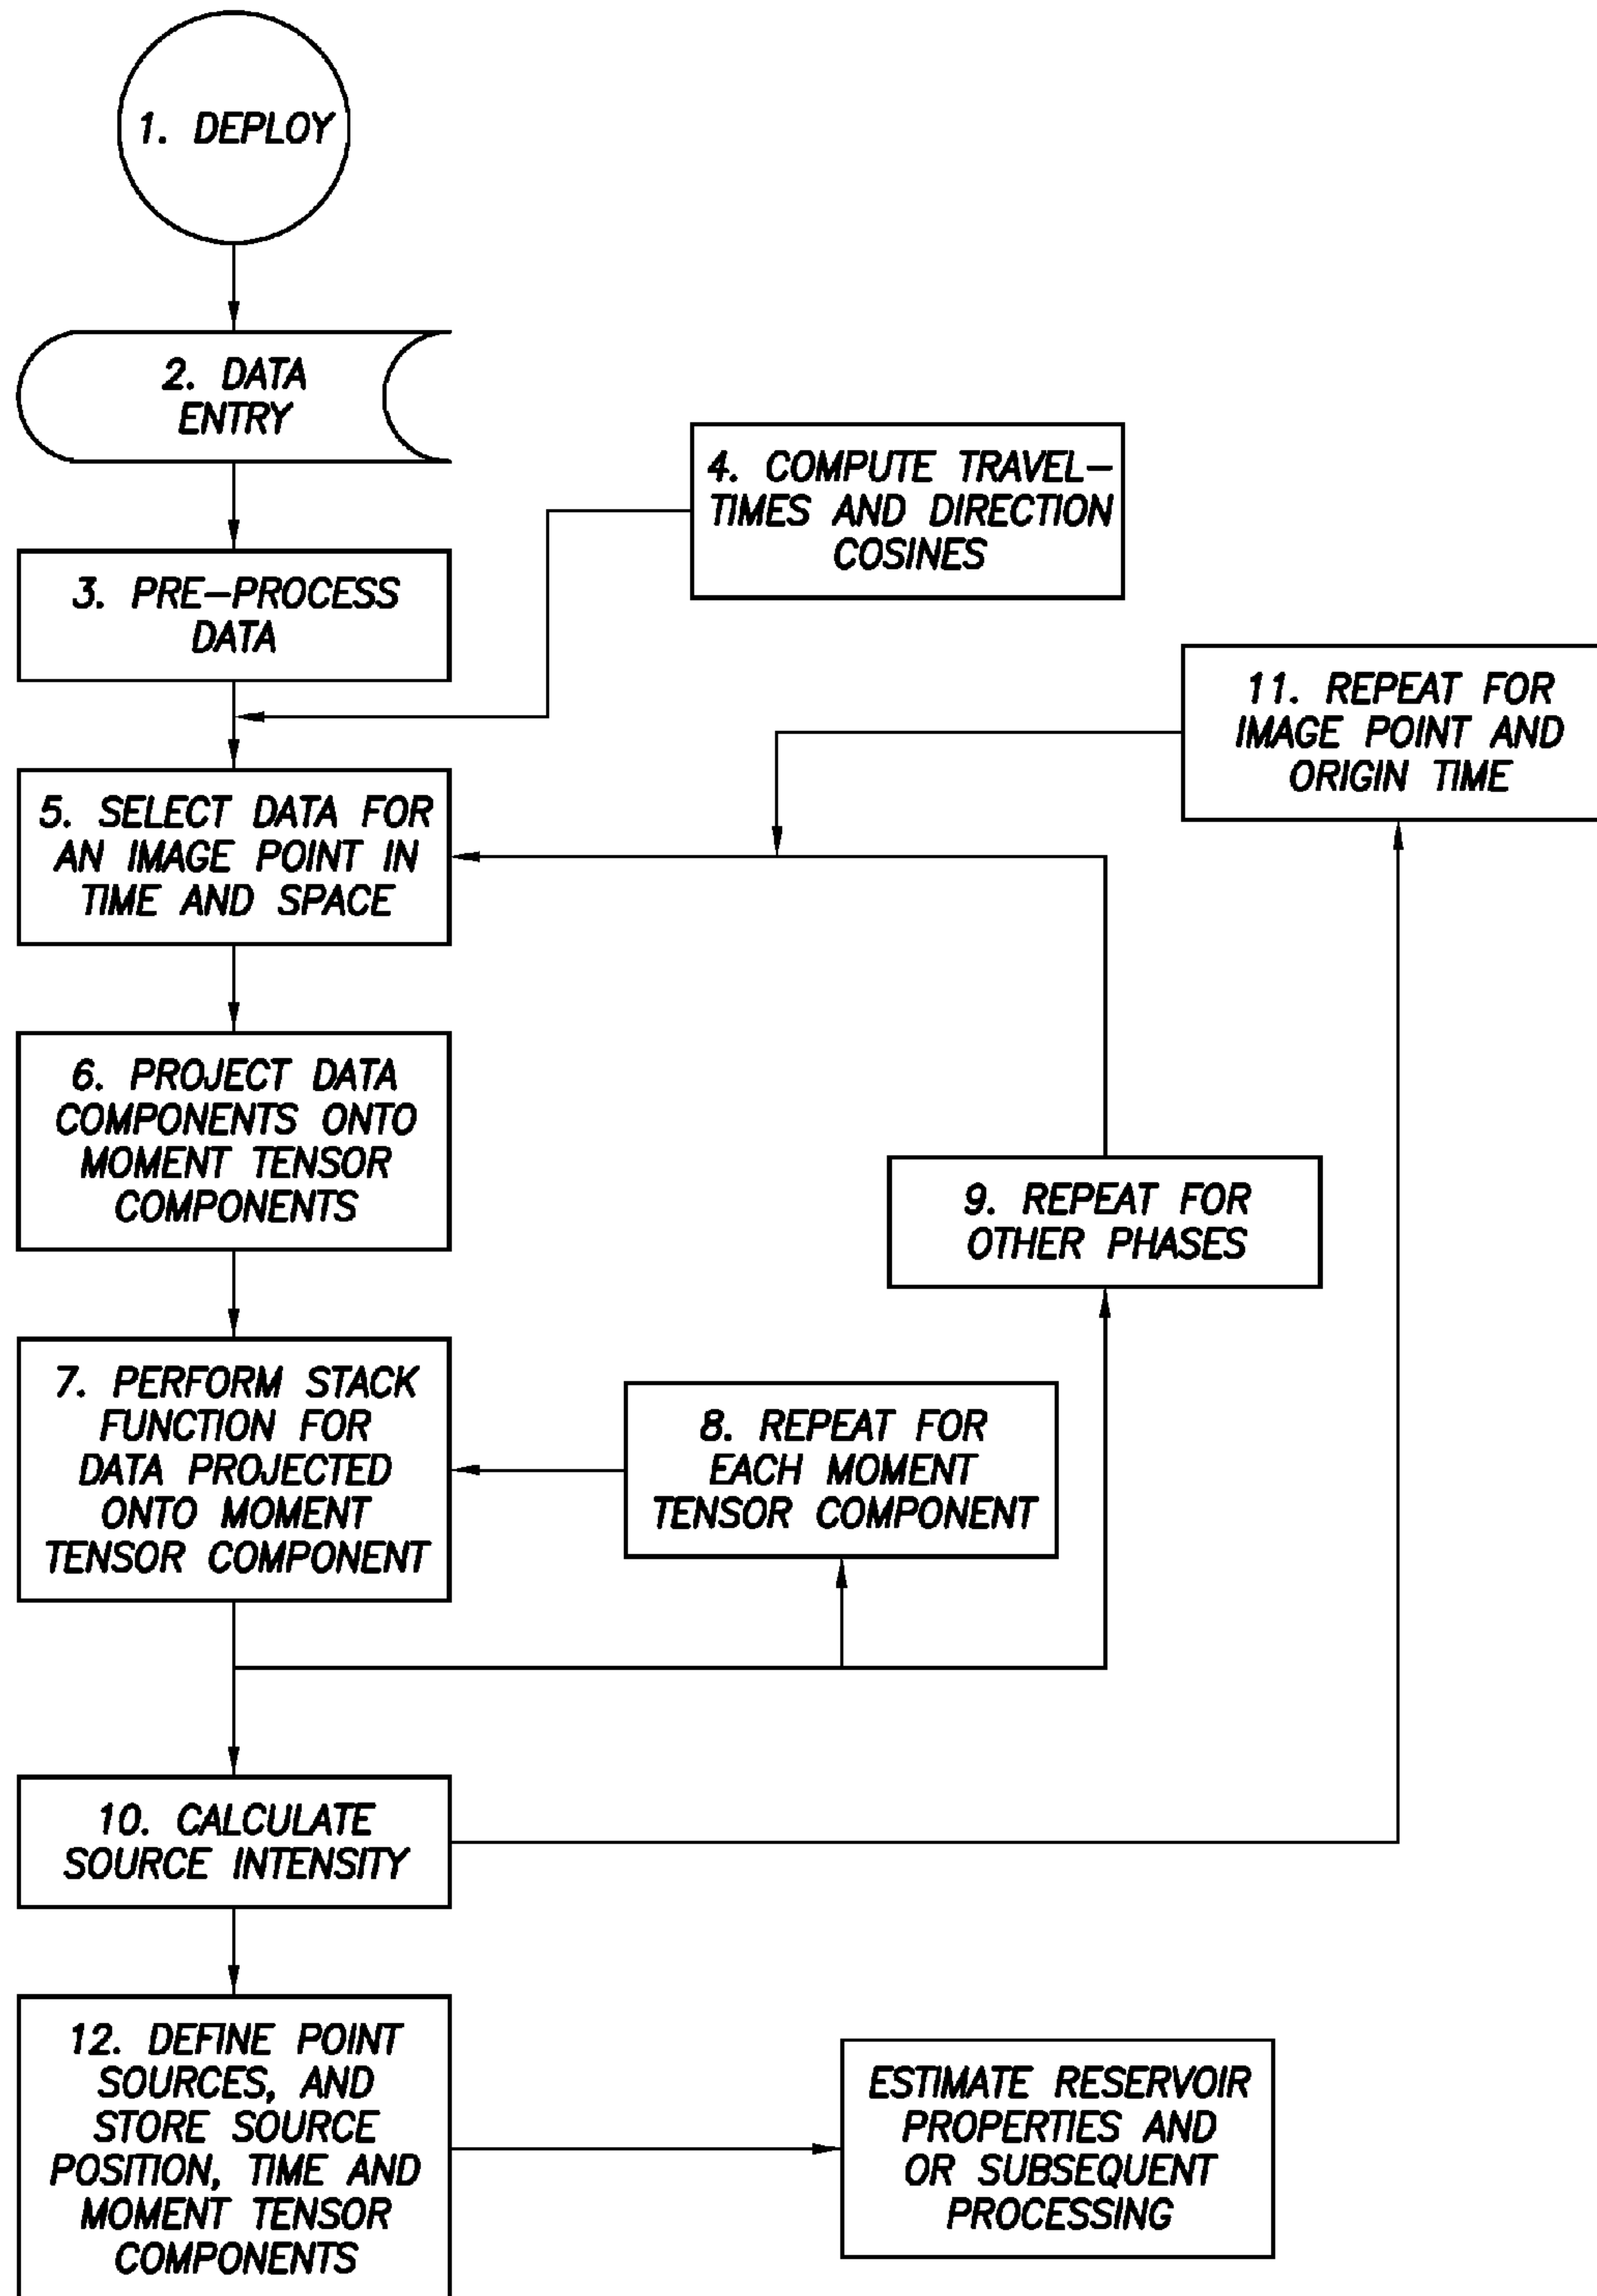 1. DEPLOY
2. DATA
ENTRY
3. PRE-PROCESS
DATA
4. COMPUTE TRAVEL-
TIMES AND DIRECTION
COSINES
5. SELECT DATA FOR
AN IMAGE POINT IN
TIME AND SPACE
6. PROJECT DATA
COMPONENTS ONTO
MOMENT TENSOR
COMPONENTS
7. PERFORM STACK
FUNCTION FOR
DATA PROJECTED
ONTO MOMENT
TENSOR COMPONENT
8. REPEAT FOR
EACH MOMENT
TENSOR COMPONENT
9. REPEAT FOR
OTHER PHASES
10. CALCULATE
SOURCE INTENSITY
11. REPEAT FOR
IMAGE POINT AND
ORIGIN TIME
12. DEFINE POINT
SOURCES, AND
STORE SOURCE
POSITION, TIME AND
MOMENT TENSOR
COMPONENTS
ESTIMATE RESERVOIR
PROPERTIES AND
OR SUBSEQUENT
PROCESSING